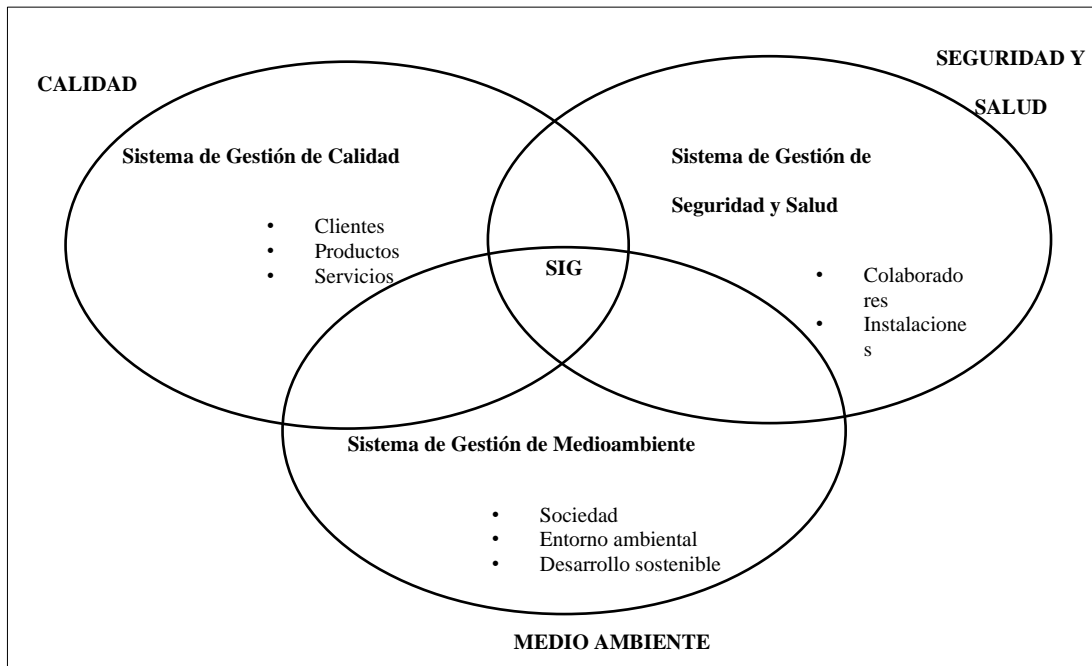 CALIDAD
SEGURIDAD Y
SALUD
Sistema de Gestión de Calidad
• Clientes
• Productos
• Servicios
Sistema de Gestión de
Seguridad y Salud
• Colaborado
res
• Instalacione
s
SIG
Sistema de Gestión de Medioambiente
• Sociedad
• Entorno ambiental
• Desarrollo sostenible
MEDIO AMBIENTE